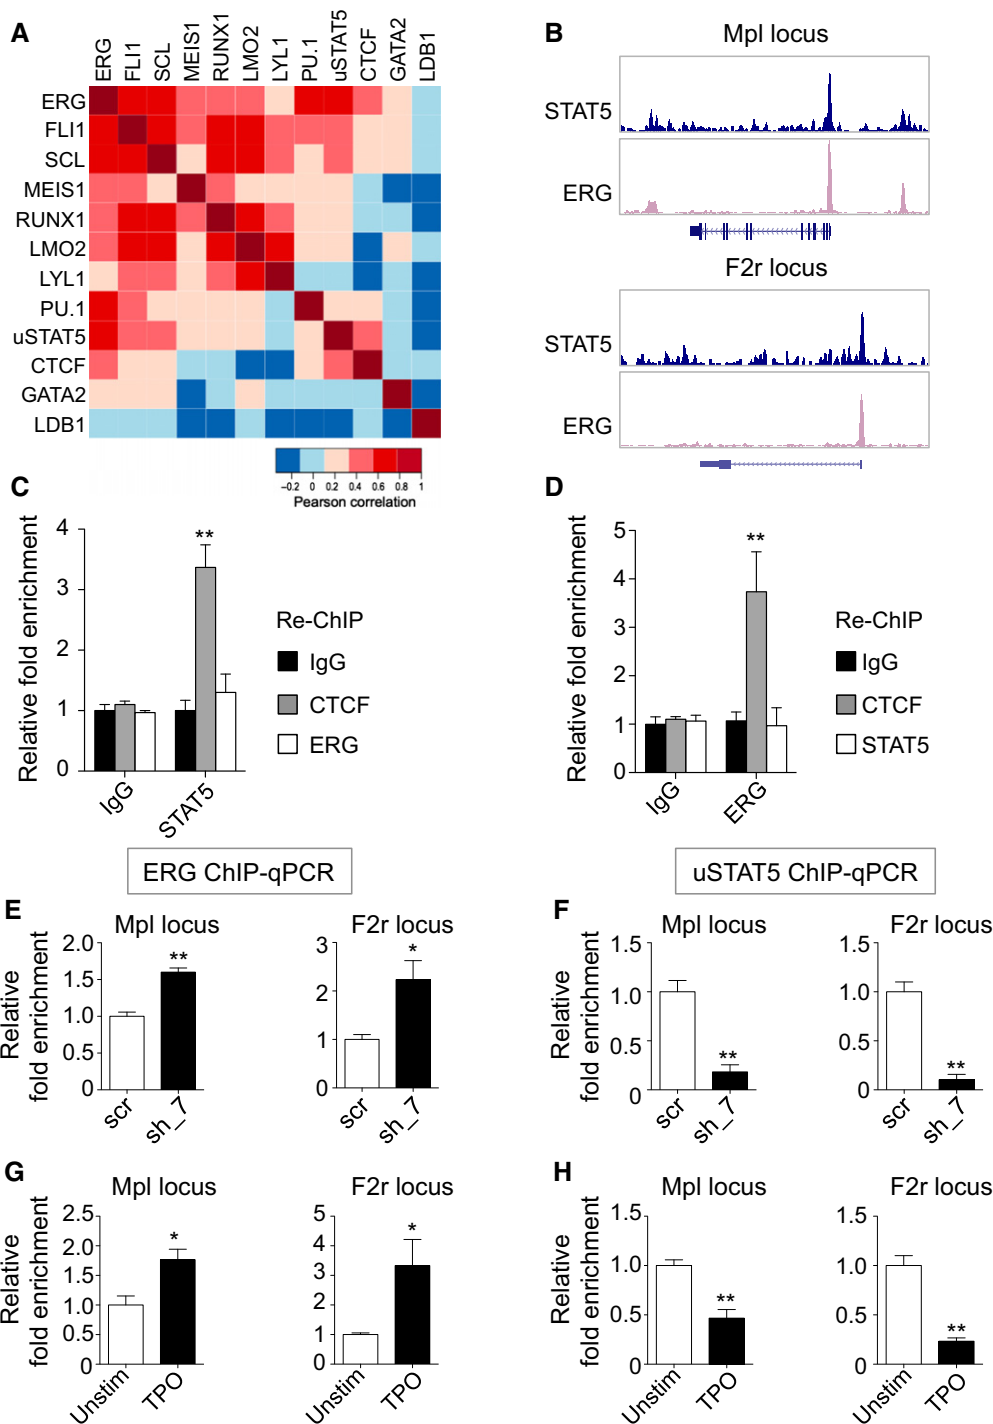 A
ERG
FLI1
SCL
MEIS1
RUNX1
LMO2
LYL1
PU.1
uSTAT5
CTCF
GATA2
LDB1
ERG
FLI1
SCL
MEIS1
RUNX1
LMO2
LYL1
PU.1
uSTAT5
CTCF
GATA2
LDB1
−0.2 0 0.2 0.4 0.6 0.8 1
Pearson correlation
B
Mpl locus
STAT5
ERG
F2r locus
STAT5
ERG
C
Relative fold enrichment
4
3
2
1
0
**
IgG
STAT5
Re-ChIP
IgG
CTCF
ERG
D
Relative fold enrichment
5
4
3
2
1
0
**
IgG
ERG
Re-ChIP
IgG
CTCF
STAT5
ERG ChIP-qPCR
uSTAT5 ChIP-qPCR
E
Mpl locus
Relative
fold enrichment
2.0
1.5
1.0
0.5
0
**
scr
sh_7
F2r locus
3
2
1
0
*
scr
sh_7
F
Mpl locus
Relative
fold enrichment
1.5
1.0
0.5
0
**
scr
sh_7
F2r locus
1.5
1.0
0.5
0
**
scr
sh_7
G
Mpl locus
Relative
fold enrichment
2.5
2.0
1.5
1.0
0.5
0
*
Unstim
TPO
F2r locus
5
4
3
2
1
0
*
Unstim
TPO
H
Mpl locus
Relative
fold enrichment
1.5
1.0
0.5
0
**
Unstim
TPO
F2r locus
1.5
1.0
0.5
0
**
Unstim
TPO